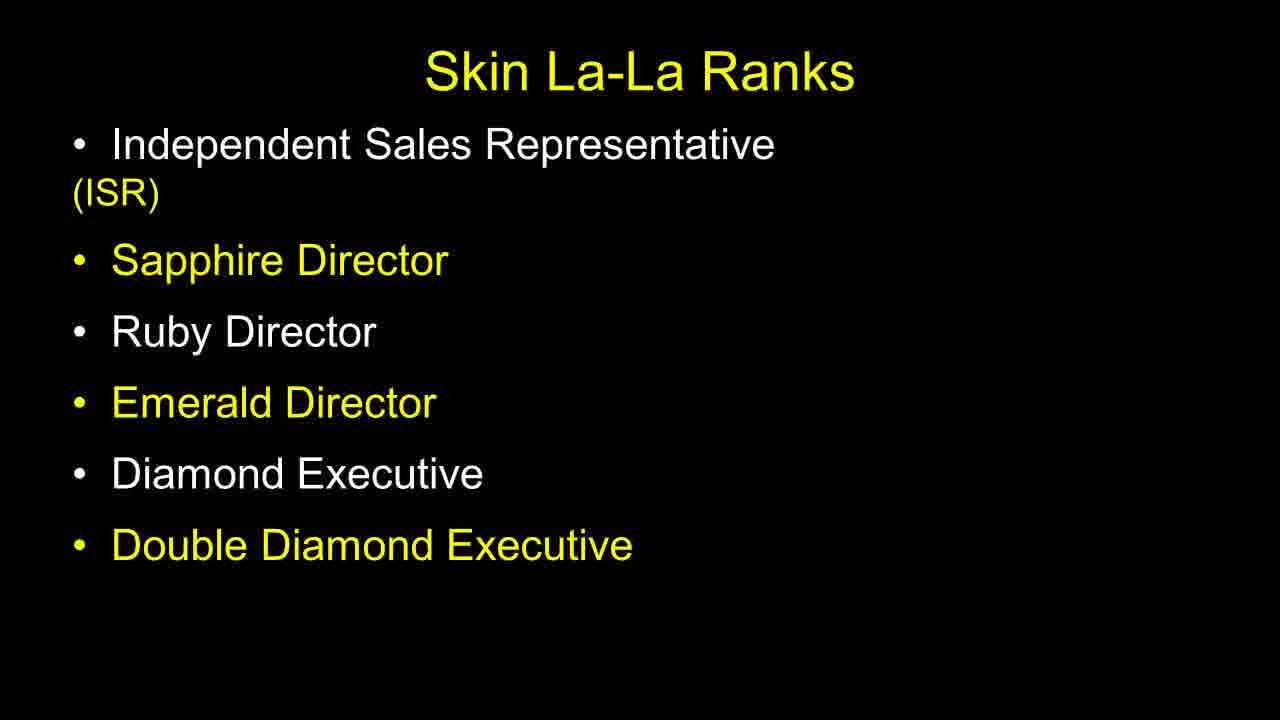 Skin La-La Ranks
• Independent Sales Representative
(ISR)
• Sapphire Director
• Ruby Director
• Emerald Director
• Diamond Executive
• Double Diamond Executive